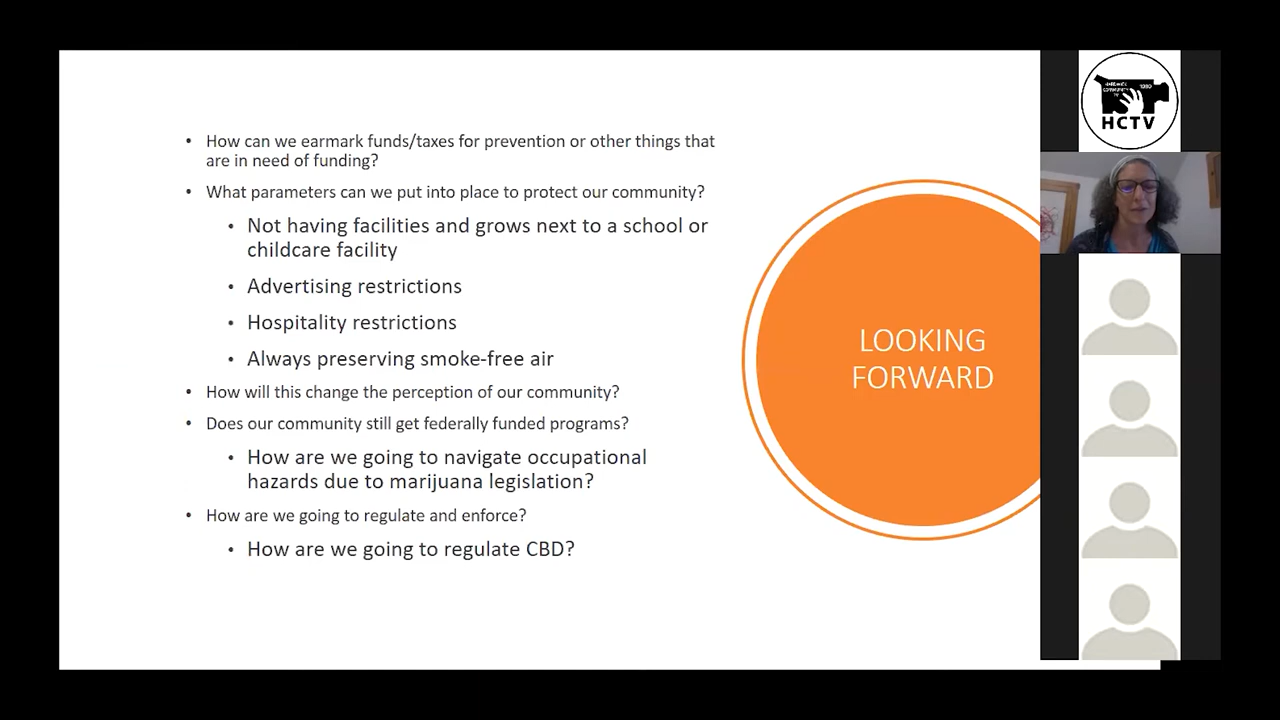 • How can we earmark funds/taxes for prevention or other things that
are in need of funding?
• What parameters can we put into place to protect our community?
• Not having facilities and grows next to a school or
childcare facility
• Advertising restrictions
• Hospitality restrictions
• Always preserving smoke-free air
• How will this change the perception of our community?
• Does our community still get federally funded programs?
• How are we going to navigate occupational
hazards due to marijuana legislation?
• How are we going to regulate and enforce?
• How are we going to regulate CBD?
LOOKING
FORWARD
HCTV